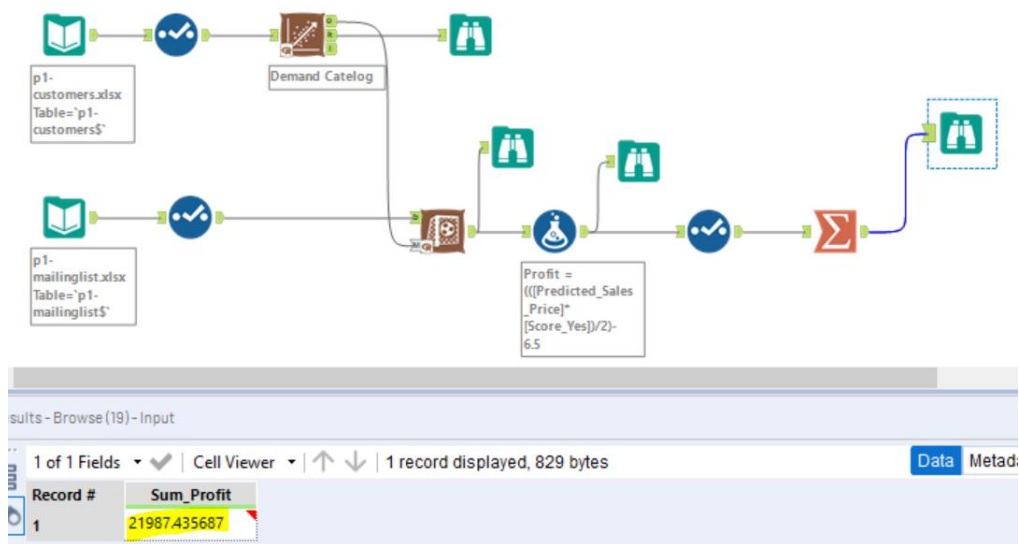 Demand Catelog
p1-
customers.xlsx
Table=`p1-
customers$`
p1-
mailinglist.xlsx
Table=`p1-
mailinglist$`
Profit =
(([Predicted_Sales
_Price]*
[Score_Yes])/2)-
6.5
sults - Browse (19) - Input
1 of 1 Fields
Cell Viewer
1 record displayed, 829 bytes
Data
Record #
Sum_Profit
1
21987.435687